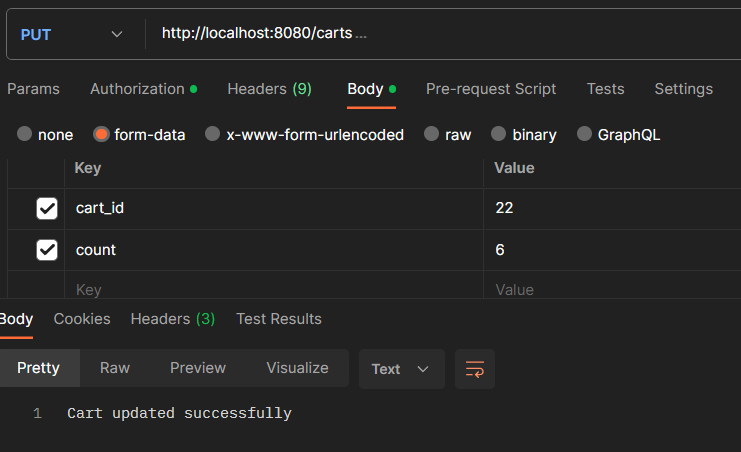 PUT http://localhost:8080/carts ...
Params Authorization Headers (9) Body Pre-request Script Tests Settings
none form-data x-www-form-urlencoded raw binary GraphQL
Key Value
cart_id 22
count 6
Key Value
Body Cookies Headers (3) Test Results
Pretty Raw Preview Visualize Text
1 Cart updated successfully